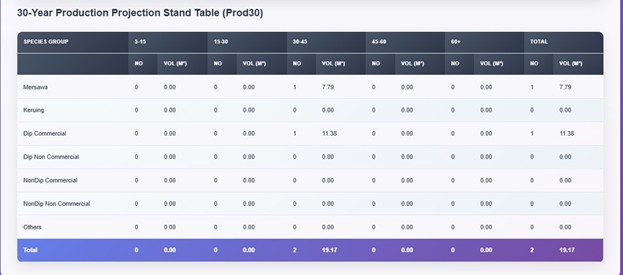 30-Year Production Projection Stand Table (Prod30)
SPECIES GROUP 5-15 15-30 30-45 45-60 60+ TOTAL
NO VOL (M³) NO VOL (M³) NO VOL (M³) NO VOL (M³) NO VOL (M³) NO VOL (M³)
Mersawa 0 0.00 0 0.00 1 7.79 0 0.00 0 0.00 1 7.79
Keruing 0 0.00 0 0.00 0 0.00 0 0.00 0 0.00 0 0.00
Dip Commercial 0 0.00 0 0.00 1 11.38 0 0.00 0 0.00 1 11.38
Dip Non Commercial 0 0.00 0 0.00 0 0.00 0 0.00 0 0.00 0 0.00
NonDip Commercial 0 0.00 0 0.00 0 0.00 0 0.00 0 0.00 0 0.00
NonDip Non Commercial 0 0.00 0 0.00 0 0.00 0 0.00 0 0.00 0 0.00
Others 0 0.00 0 0.00 0 0.00 0 0.00 0 0.00 0 0.00
Total 0 0.00 0 0.00 2 19.17 0 0.00 0 0.00 2 19.17